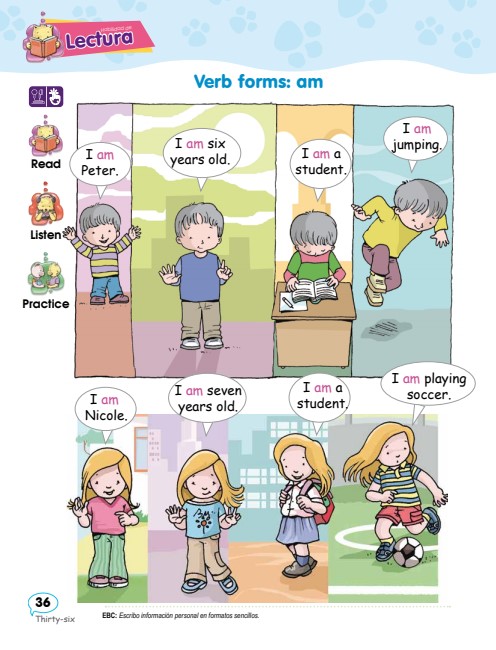 Lectura
Verb forms: am
Read
Listen
Practice
I am
Peter.
I am six
years old.
I am a
student.
I am
jumping.
I am
Nicole.
I am seven
years old.
I am a
student.
I am playing
soccer.
36
Thirty-six
EBC: Escribo información personal en formatos sencillos.